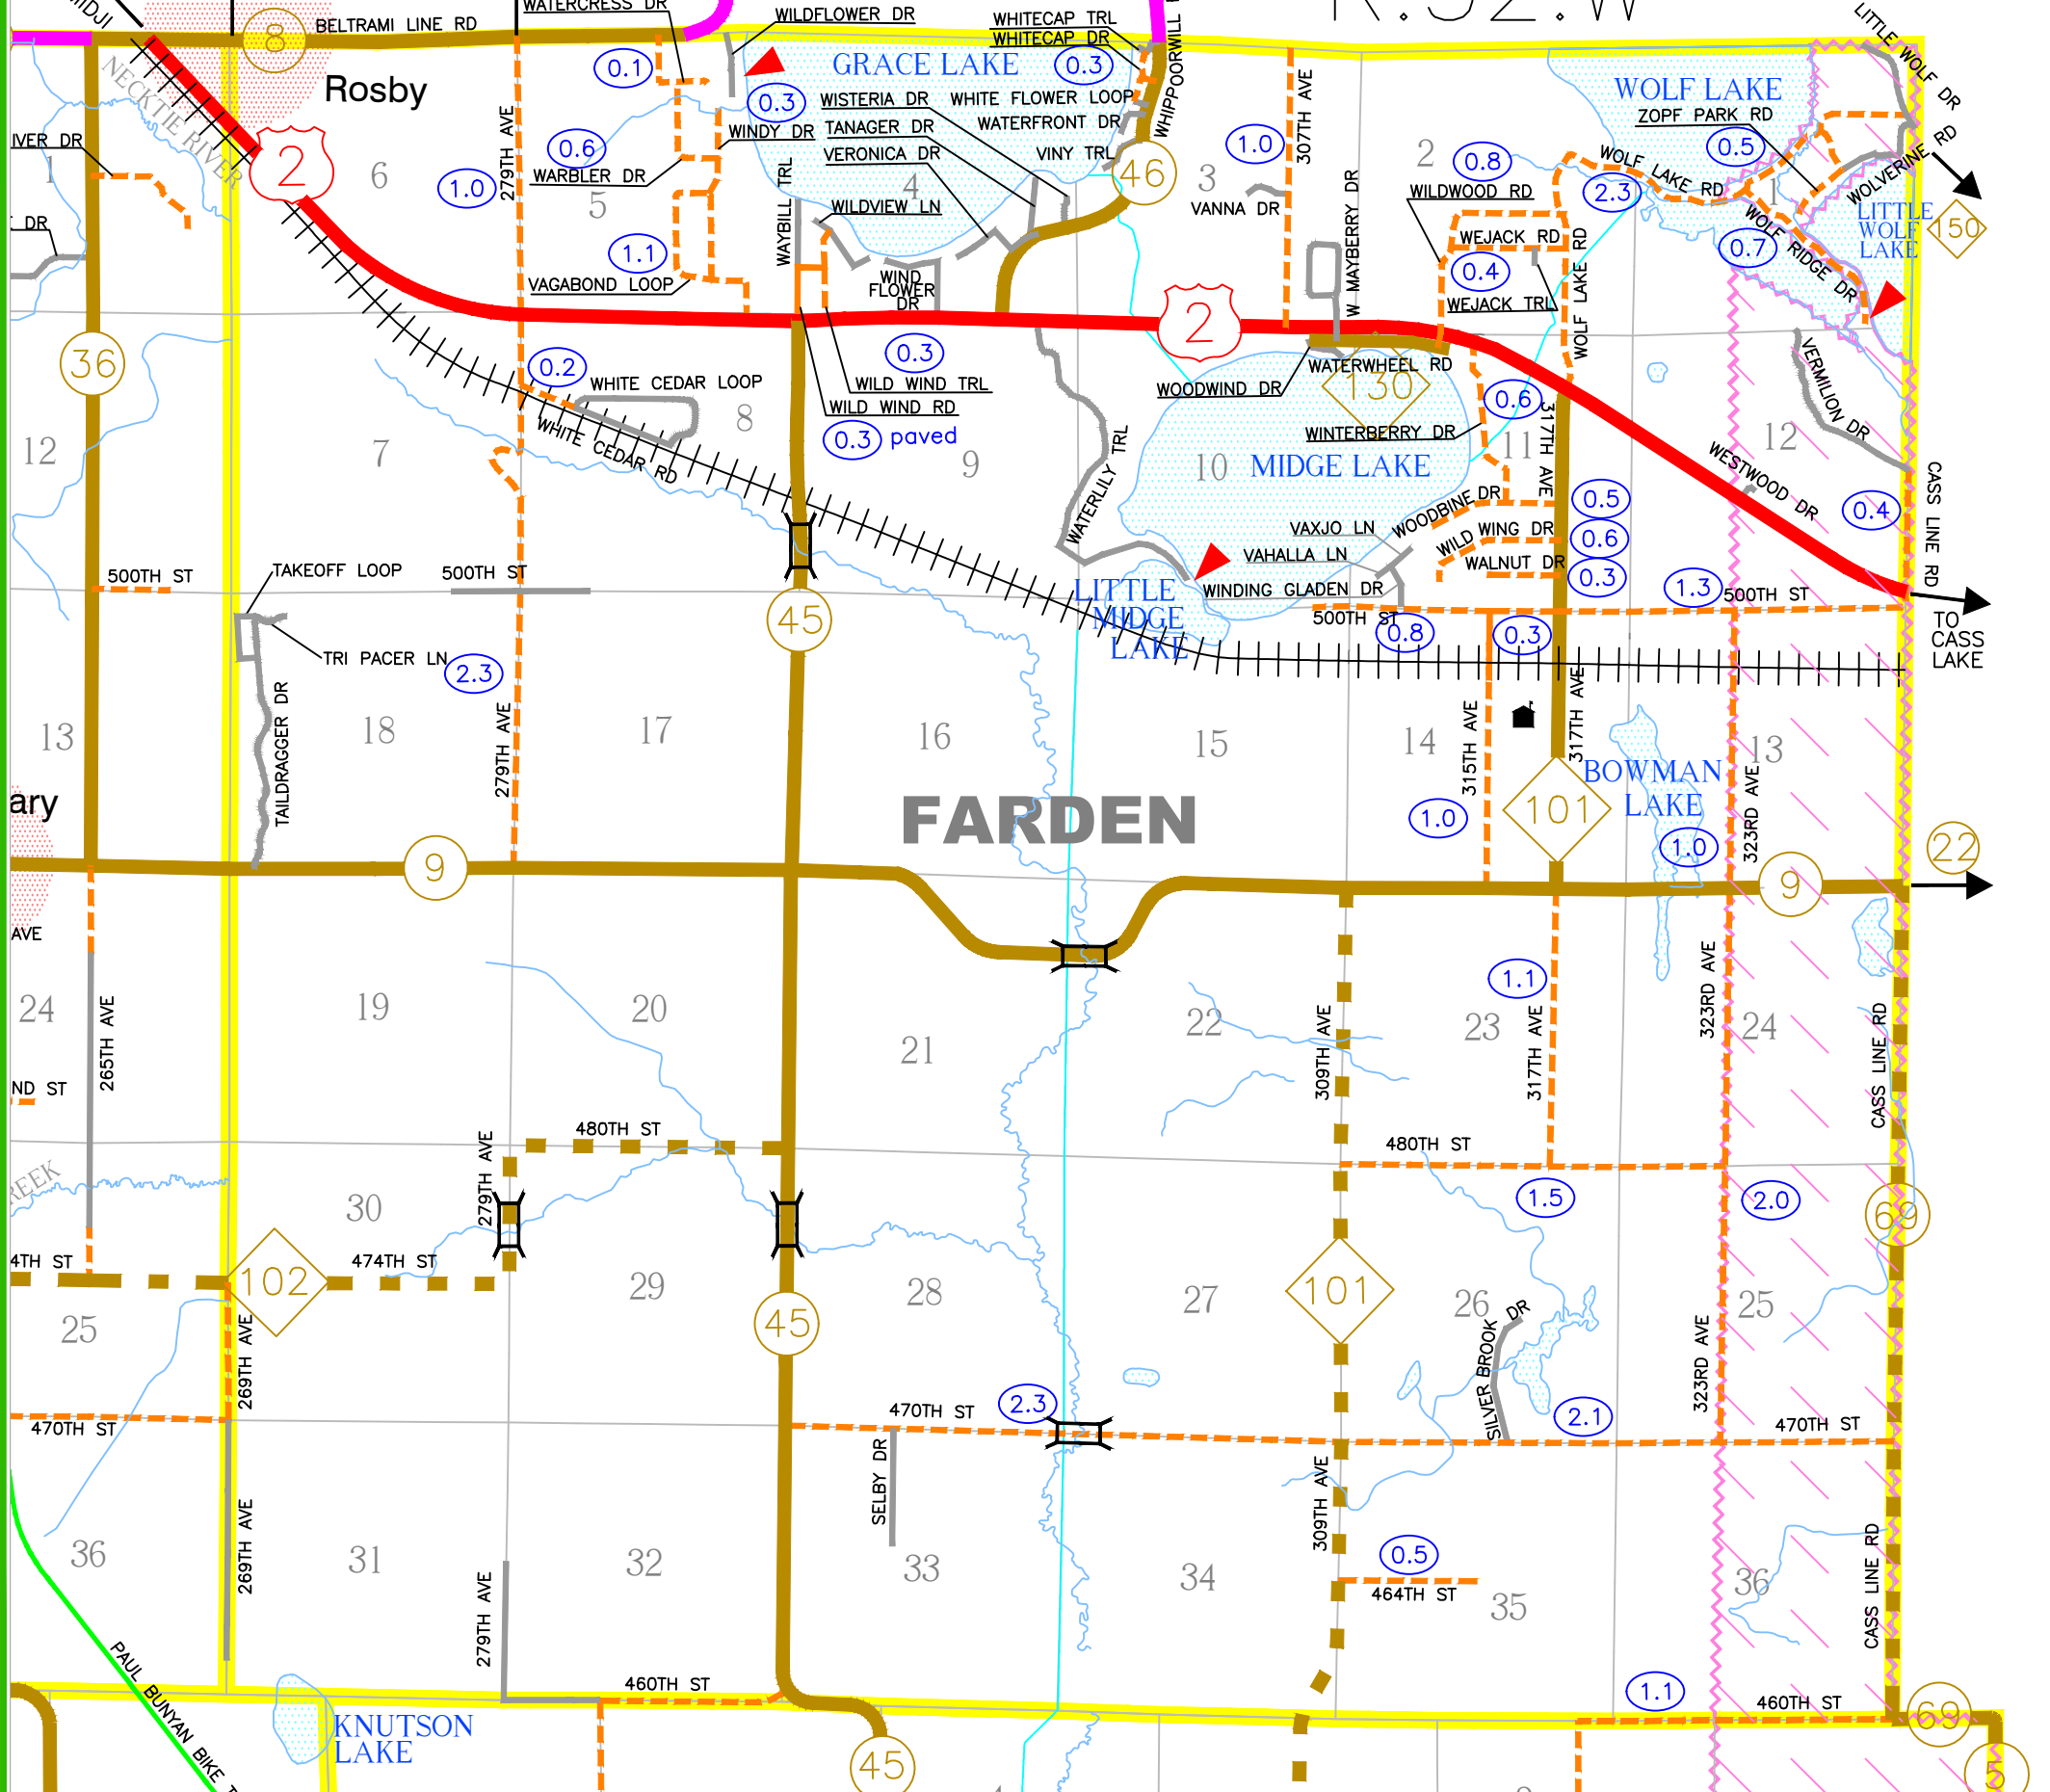 WATERCRESS DR
BELTRAMI LINE RD
WILDFLOWER DR
WHITECAP TRL
WHITECAP DR
LITTLE WOLF DR
8
Rosby
NECKTIE RIVER
GRACE LAKE
WOLF LAKE
0.1
0.3
0.3
WISTERIA DR
WHITE FLOWER LOOP
WATERFRONT DR
TANAGER DR
WINDY DR
VERONICA DR
VINY TRL
279TH AVE
307TH AVE
ZOPF PARK RD
0.5
IVER DR
1
2
6
1.0
0.6
WARBLER DR
5
4
WILDVIEW LN
WAYBILL TRL
46
3
1.0
VANNA DR
2
0.8
WILDWOOD RD
WOLF LAKE RD
2.3
1
WOLVERINE RD
LITTLE
WOLF
LAKE
150
DR
1.1
VAGABOND LOOP
WIND
FLOWER
DR
W MAYBERRY DR
WEJACK RD
0.4
WEJACK TRL
WOLF LAKE RD
WOLF RIDGE DR
0.7
2
36
0.2
WHITE CEDAR LOOP
0.3
WILD WIND TRL
WILD WIND RD
0.3 paved
WOODWIND DR
WATERWHEEL RD
130
0.6
VERMILION DR
12
7
WHITE CEDAR RD
8
9
WATERLILY TRL
10
MIDGE LAKE
WINTERBERRY DR
11
317TH AVE
12
WESTWOOD DR
0.4
CASS LINE RD
WOODBINE DR
0.5
VAXJO LN
WILD WING DR
0.6
VAHALLA LN
WALNUT DR
0.3
WINDING GLADEN DR
1.3
500TH ST
500TH ST
TAKEOFF LOOP
500TH ST
45
LITTLE
MIDGE
LAKE
500TH ST
0.8
0.3
TO
CASS
LAKE
TRI PACER LN
2.3
TAILDRAGGER DR
13
18
279TH AVE
17
16
15
14
315TH AVE
317TH AVE
13
BOWMAN
LAKE
ary
FARDEN
1.0
101
1.0
323RD AVE
22
9
9
AVE
24
265TH AVE
19
20
21
22
309TH AVE
23
1.1
317TH AVE
323RD AVE
24
CASS LINE RD
ND ST
480TH ST
480TH ST
REEK
279TH AVE
30
1.5
2.0
69
4TH ST
102
474TH ST
29
28
27
101
26
25
25
269TH AVE
45
SILVER BROOK DR
323RD AVE
2.3
2.1
470TH ST
470TH ST
470TH ST
SELBY DR
309TH AVE
36
269TH AVE
31
279TH AVE
32
33
34
0.5
464TH ST
35
36
CASS LINE RD
PAUL BUNYAN BIKE
460TH ST
1.1
460TH ST
69
KNUTSON
LAKE
45
5